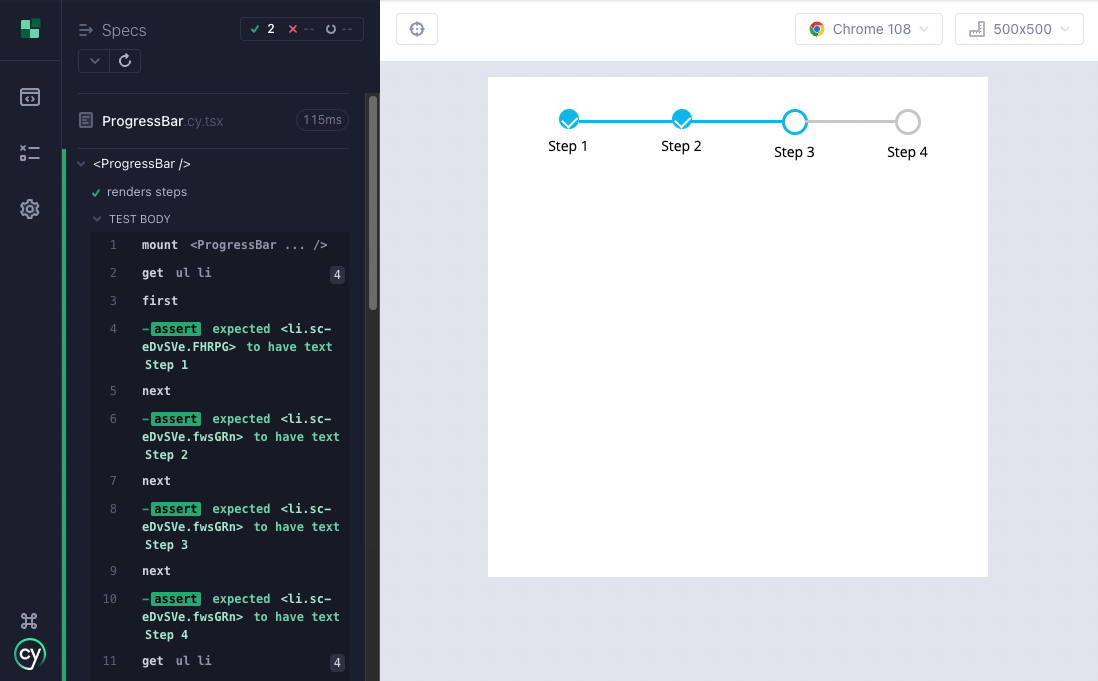 Specs
2 -- --
ProgressBar.cy.tsx 115ms
<ProgressBar />
renders steps
TEST BODY
1 mount <ProgressBar ... />
2 get ul li 4
3 first
4 -assert expected <li.sc-
eDvSVe.FHRPG> to have text
Step 1
5 next
6 -assert expected <li.sc-
eDvSVe.fwsGRn> to have text
Step 2
7 next
8 -assert expected <li.sc-
eDvSVe.fwsGRn> to have text
Step 3
9 next
10 -assert expected <li.sc-
eDvSVe.fwsGRn> to have text
Step 4
11 get ul li 4
cy
Chrome 108 500x500
Step 1 Step 2 Step 3 Step 4